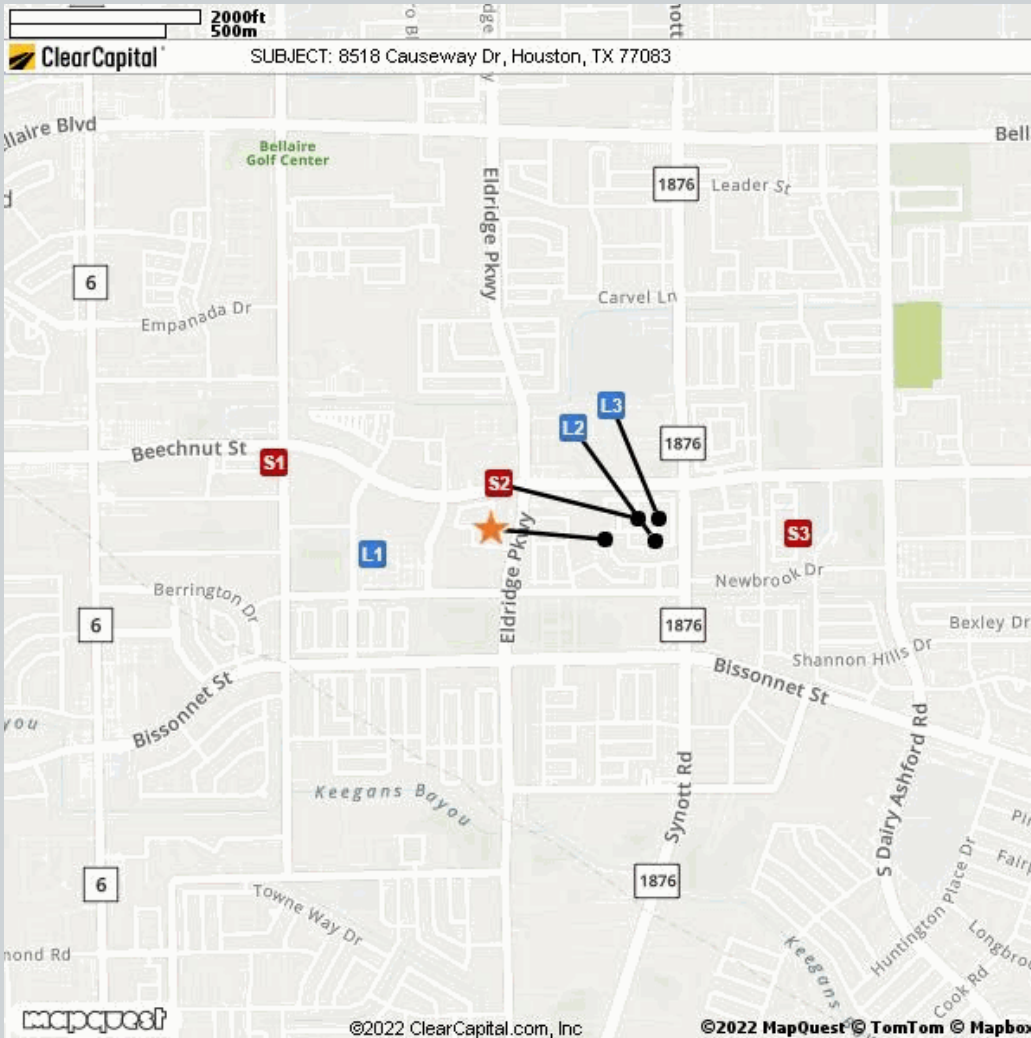 2000ft
500m
ClearCapital
SUBJECT: 8518 Causeway Dr, Houston, TX 77083
Bellaire
Golf Center
Eldridge Pkwy
1876
Leader St
6
Carvel Ln
Empanada Dr
L3
L2
1876
Beechnut St
S1
S2
S3
L1
Eldridge Pkwy
Newbrook Dr
Berrington Dr
6
1876
Bexley Dr
Shannon Hills Dr
Bissonnet St
Bissonnet St
Keegans Bayou
Synott Rd
S Dairy Ashford Rd
6
1876
Towne Way Dr
Huntington Place Dr
Keegans
Cook Rd
mapquest
©2022 ClearCapital.com, Inc
©2022 MapQuest © TomTom © Mapbox